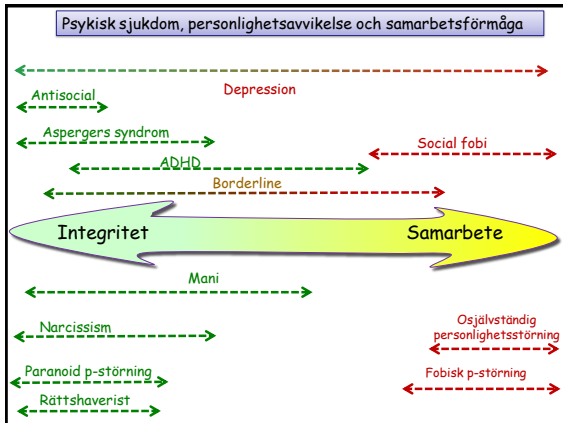 Psykisk sjukdom, personlighetsavvikelse och samarbetsförmåga
Depression
Antisocial
Aspergers syndrom
Social fobi
ADHD
Borderline
Integritet
Samarbete
Mani
Narcissism
Osjälvständig
personlighetsstörning
Paranoid p-störning
Fobisk p-störning
Rättshaverist